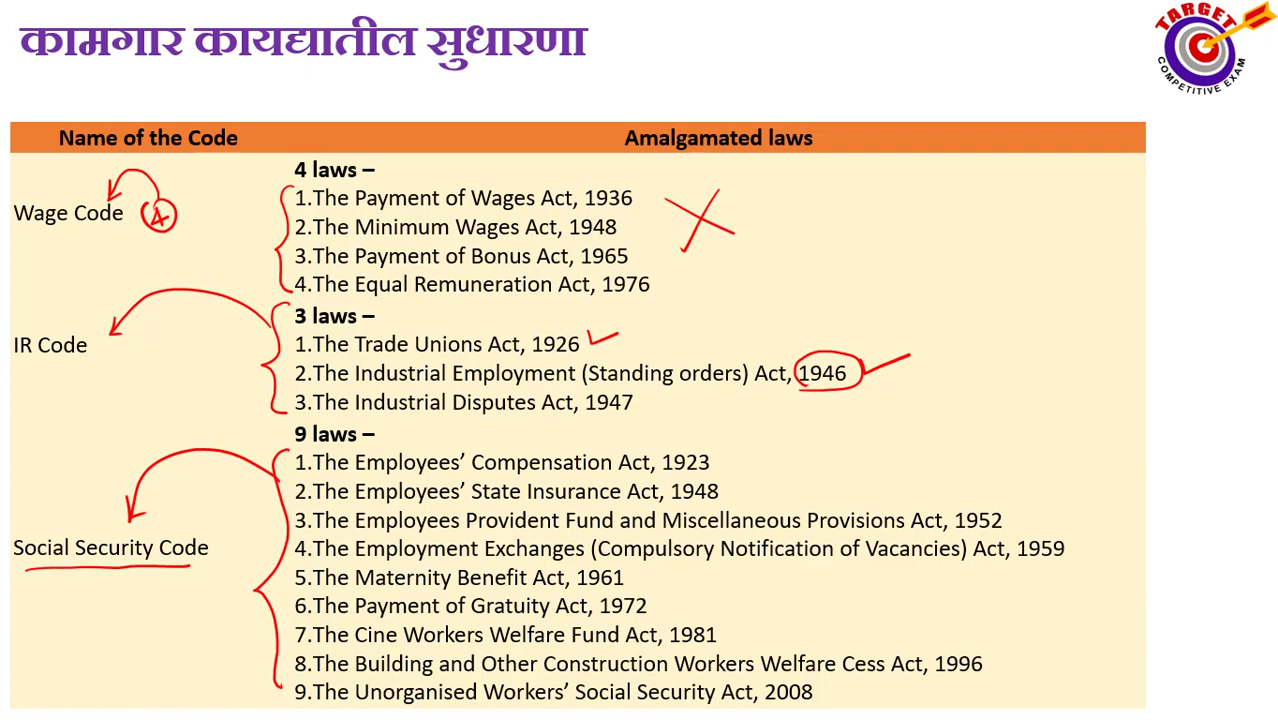 कामगार कायद्यातील सुधारणा
TARGET
COMPETITIVE EXAM
Name of the Code
Amalgamated laws
Wage Code
4
4 laws –
1.The Payment of Wages Act, 1936
2.The Minimum Wages Act, 1948
3.The Payment of Bonus Act, 1965
4.The Equal Remuneration Act, 1976
IR Code
3 laws –
1.The Trade Unions Act, 1926
2.The Industrial Employment (Standing orders) Act, 1946
3.The Industrial Disputes Act, 1947
Social Security Code
9 laws –
1.The Employees’ Compensation Act, 1923
2.The Employees’ State Insurance Act, 1948
3.The Employees Provident Fund and Miscellaneous Provisions Act, 1952
4.The Employment Exchanges (Compulsory Notification of Vacancies) Act, 1959
5.The Maternity Benefit Act, 1961
6.The Payment of Gratuity Act, 1972
7.The Cine Workers Welfare Fund Act, 1981
8.The Building and Other Construction Workers Welfare Cess Act, 1996
9.The Unorganised Workers’ Social Security Act, 2008